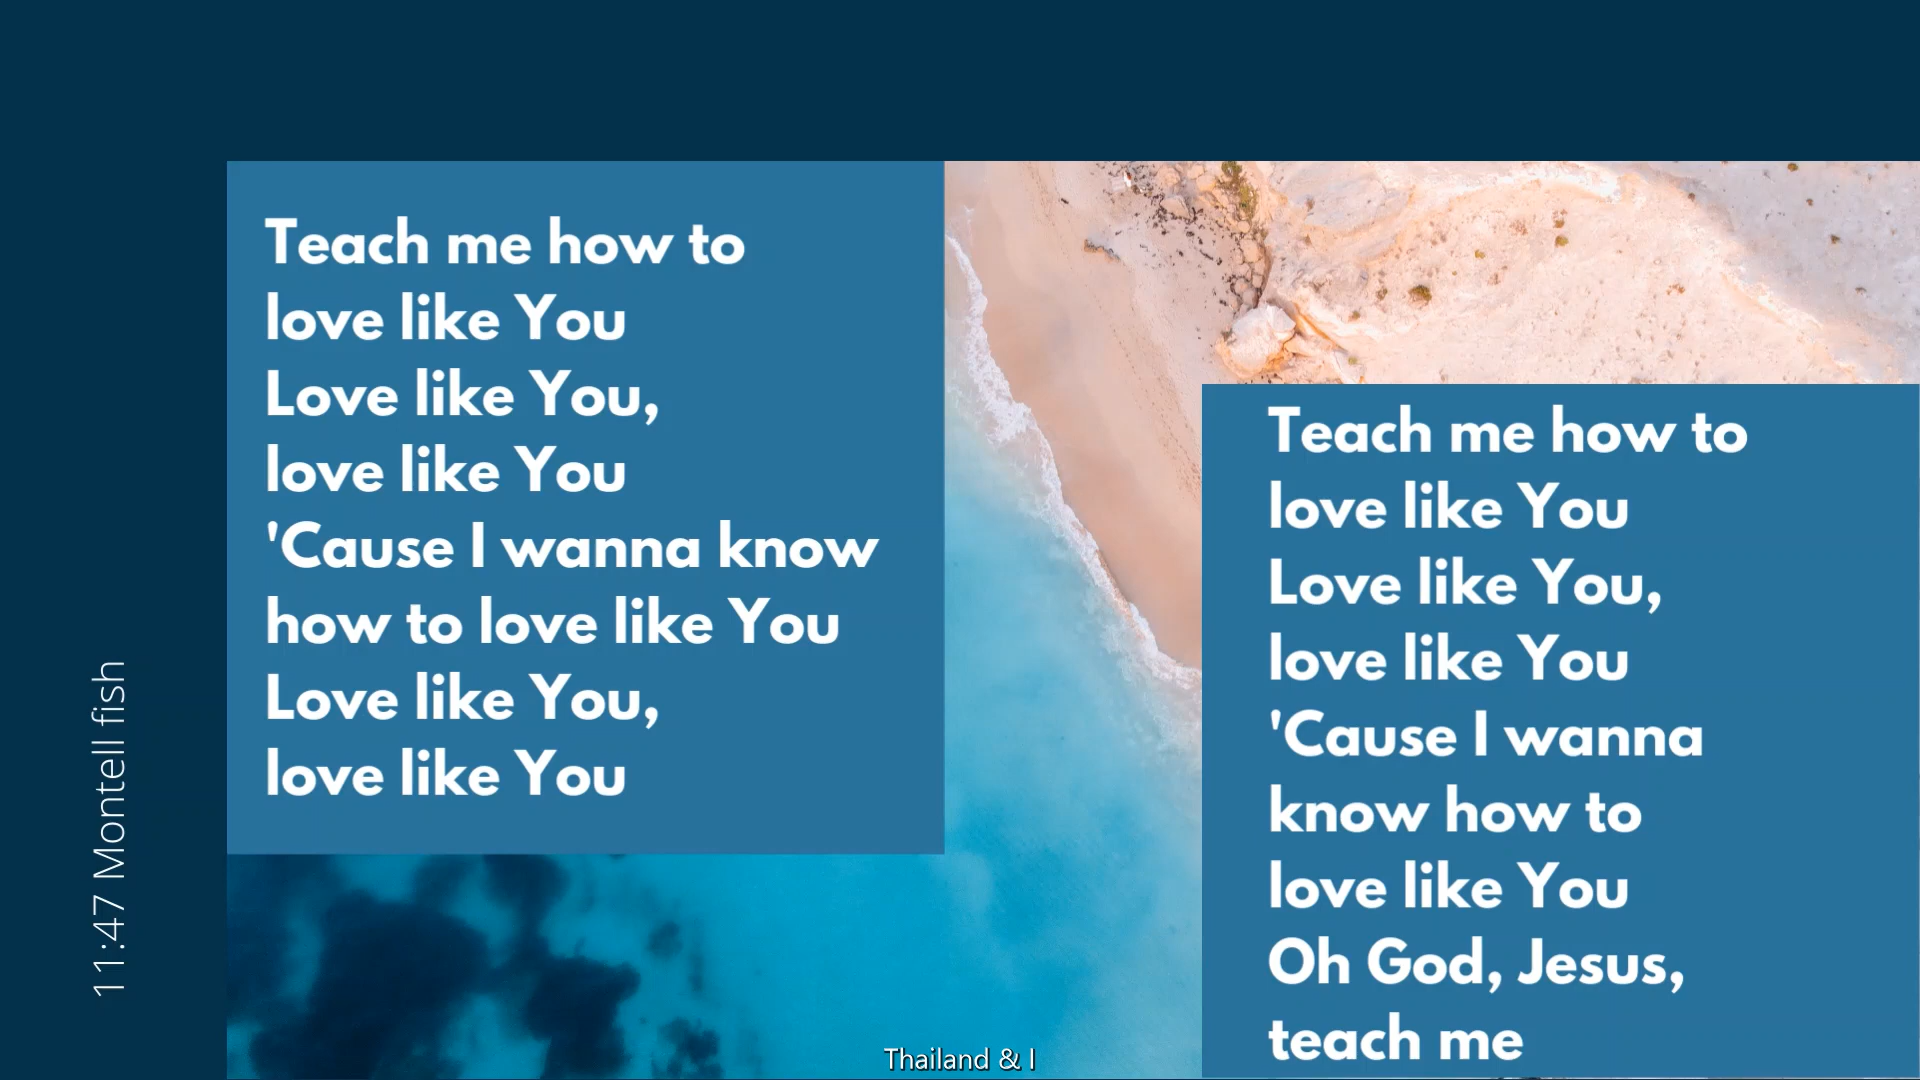 Teach me how to
love like You
Love like You,
love like You
'Cause I wanna know
how to love like You
Love like You,
love like You
Teach me how to
love like You
Love like You,
love like You
'Cause I wanna
know how to
love like You
Oh God, Jesus,
teach me
11:47 Montell fish
Thailand & I